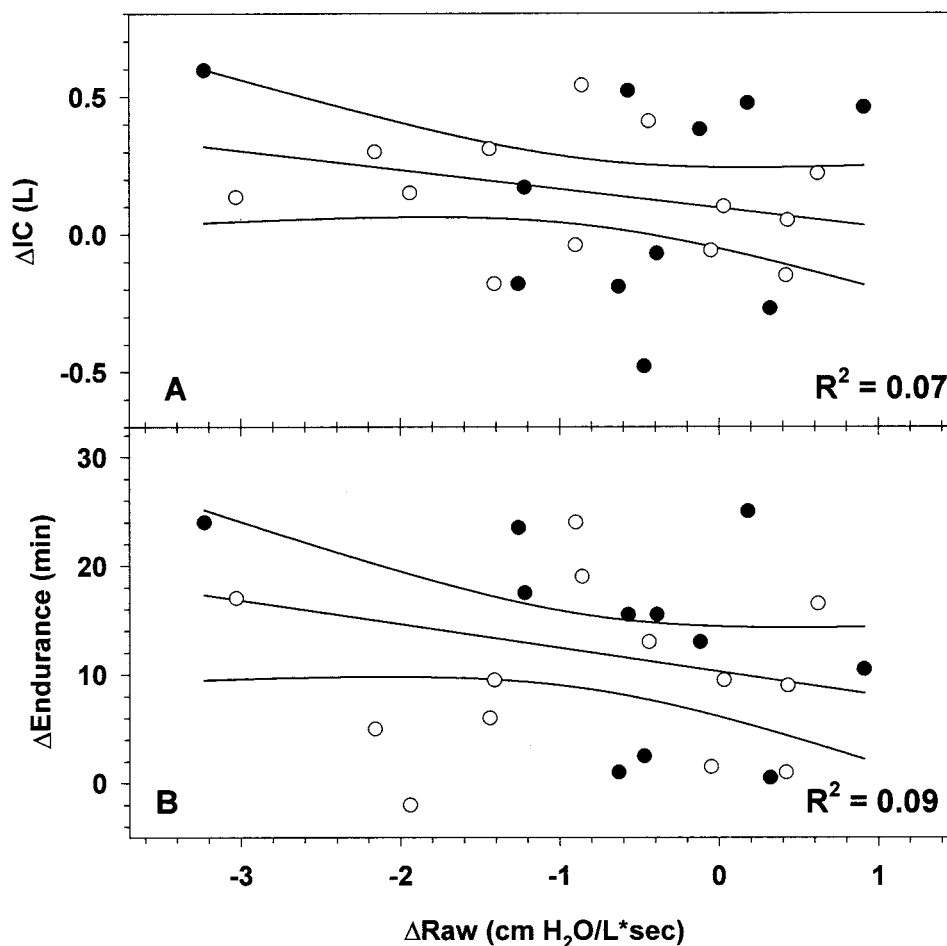 ΔIC (L)
0.5
0.0
-0.5
A
R² = 0.07
ΔEndurance (min)
30
20
10
0
B
R² = 0.09
-3 -2 -1 0 1
ΔRaw (cm H₂O/L*sec)